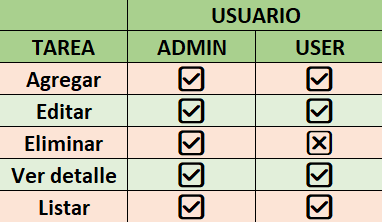 USUARIO
TAREA ADMIN USER
Agregar
Editar
Eliminar
Ver detalle
Listar